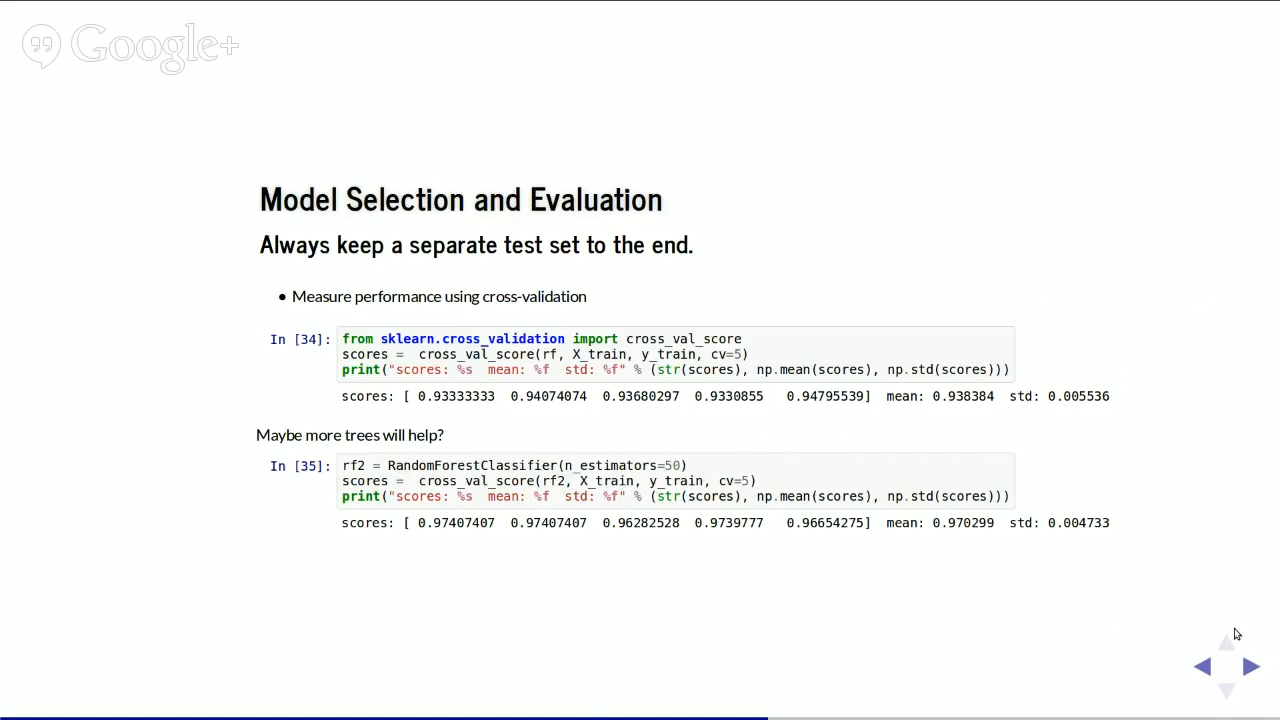 Google+
Model Selection and Evaluation
Always keep a separate test set to the end.
• Measure performance using cross-validation
In [34]: from sklearn.cross_validation import cross_val_score
scores =  cross_val_score(rf, X_train, y_train, cv=5)
print("scores: %s  mean: %f  std: %f" % (str(scores), np.mean(scores), np.std(scores)))
scores: [ 0.93333333  0.94074074  0.93680297  0.9330855   0.94795539]  mean: 0.938384  std: 0.005536
Maybe more trees will help?
In [35]: rf2 = RandomForestClassifier(n_estimators=50)
scores =  cross_val_score(rf2, X_train, y_train, cv=5)
print("scores: %s  mean: %f  std: %f" % (str(scores), np.mean(scores), np.std(scores)))
scores: [ 0.97407407  0.97407407  0.96282528  0.9739777   0.96654275]  mean: 0.970299  std: 0.004733